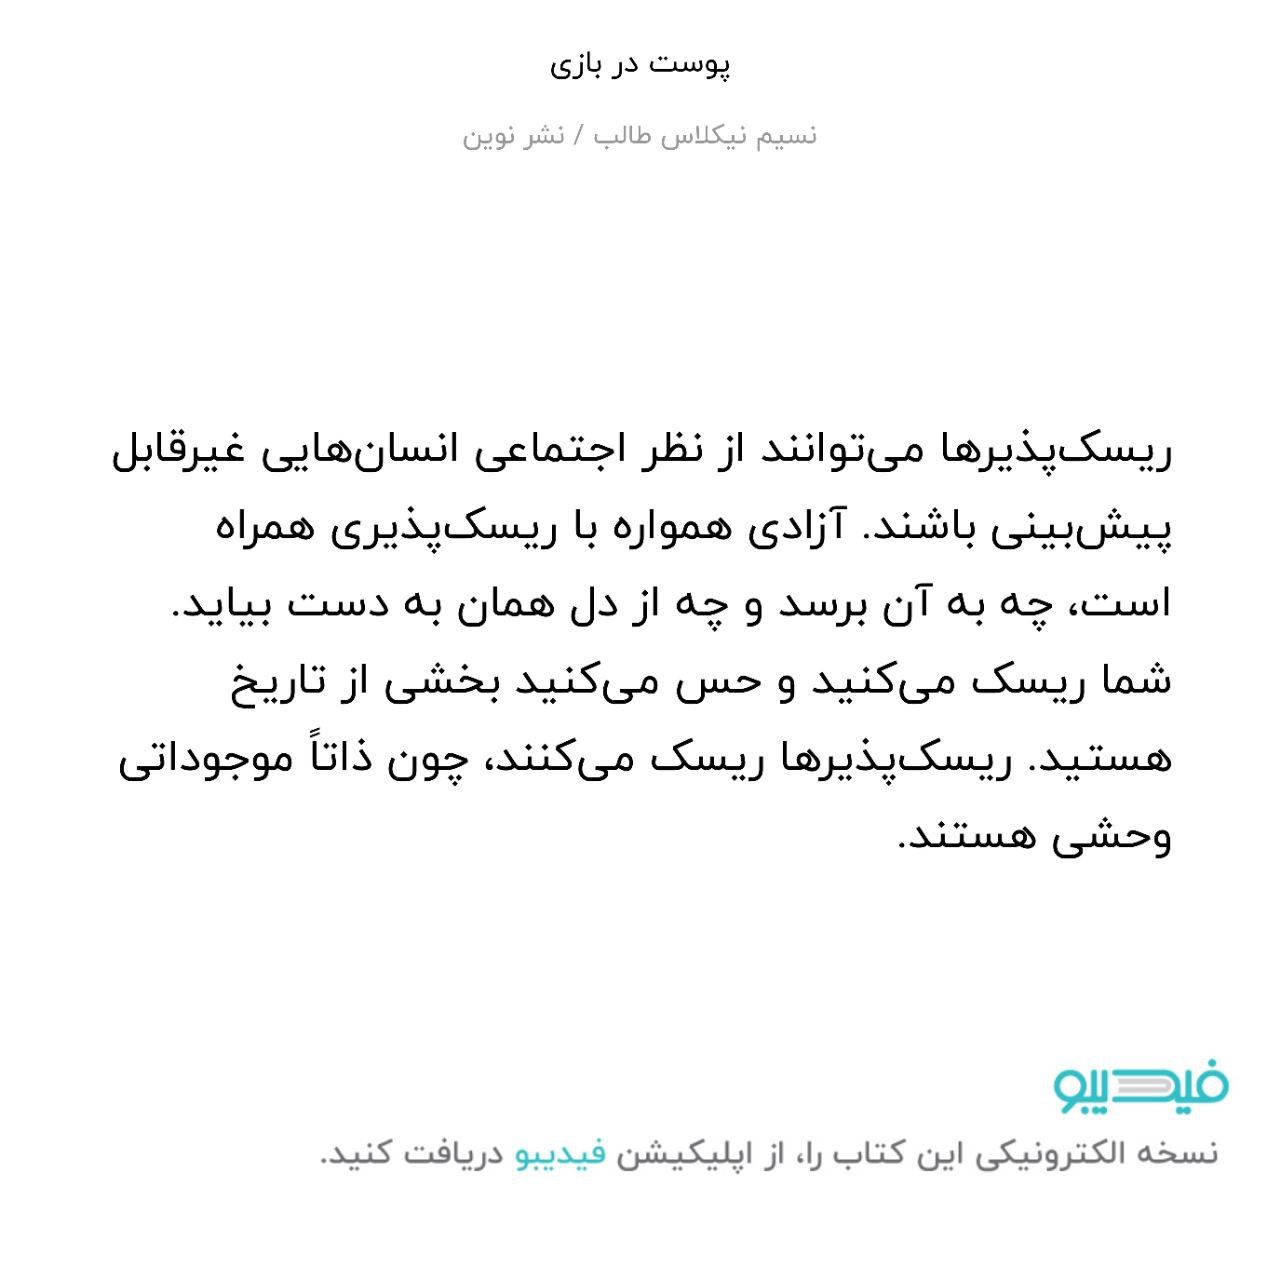 پوست در بازی
نسیم نیکلاس طالب / نشر نوین
ریسک‌پذیرها می‌توانند از نظر اجتماعی انسان‌هایی غیرقابل
پیش‌بینی باشند. آزادی همواره با ریسک‌پذیری همراه
است، چه به آن برسد و چه از دل همان به دست بیاید.
شما ریسک می‌کنید و حس می‌کنید بخشی از تاریخ
هستید. ریسک‌پذیرها ریسک می‌کنند، چون ذاتاً موجوداتی
وحشی هستند.
فیدیبو
نسخه الکترونیکی این کتاب را، از اپلیکیشن فیدیبو دریافت کنید.